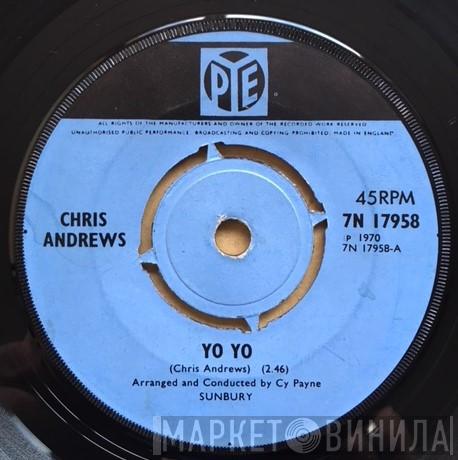 PYE
ALL RIGHTS OF THE MANUFACTURERS AND OWNER OF THE RECORDED WORK RESERVED
UNAUTHORISED PUBLIC PERFORMANCE, BROADCASTING AND COPYING PROHIBITED. MADE IN ENGLAND.
CHRIS
ANDREWS
45RPM
7N 17958
P 1970
7N 17958-A
YO YO
(Chris Andrews) (2.46)
Arranged and Conducted by Cy Payne
SUNBURY
МАРКЕТ ВИНИЛА